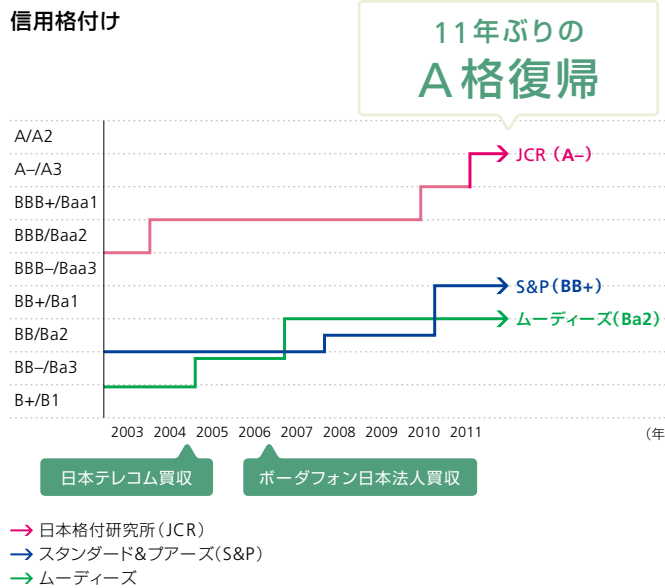 信用格付け
11年ぶりの
A格復帰
A/A2
A–/A3
BBB+/Baa1
BBB/Baa2
BBB–/Baa3
BB+/Ba1
BB/Ba2
BB–/Ba3
B+/B1
JCR（A–）
S&P（BB+）
ムーディーズ（Ba2）
2003 2004 2005 2006 2007 2008 2009 2010 2011 （年
日本テレコム買収
ボーダフォン日本法人買収
日本格付研究所（JCR）
スタンダード&プアーズ（S&P）
ムーディーズ